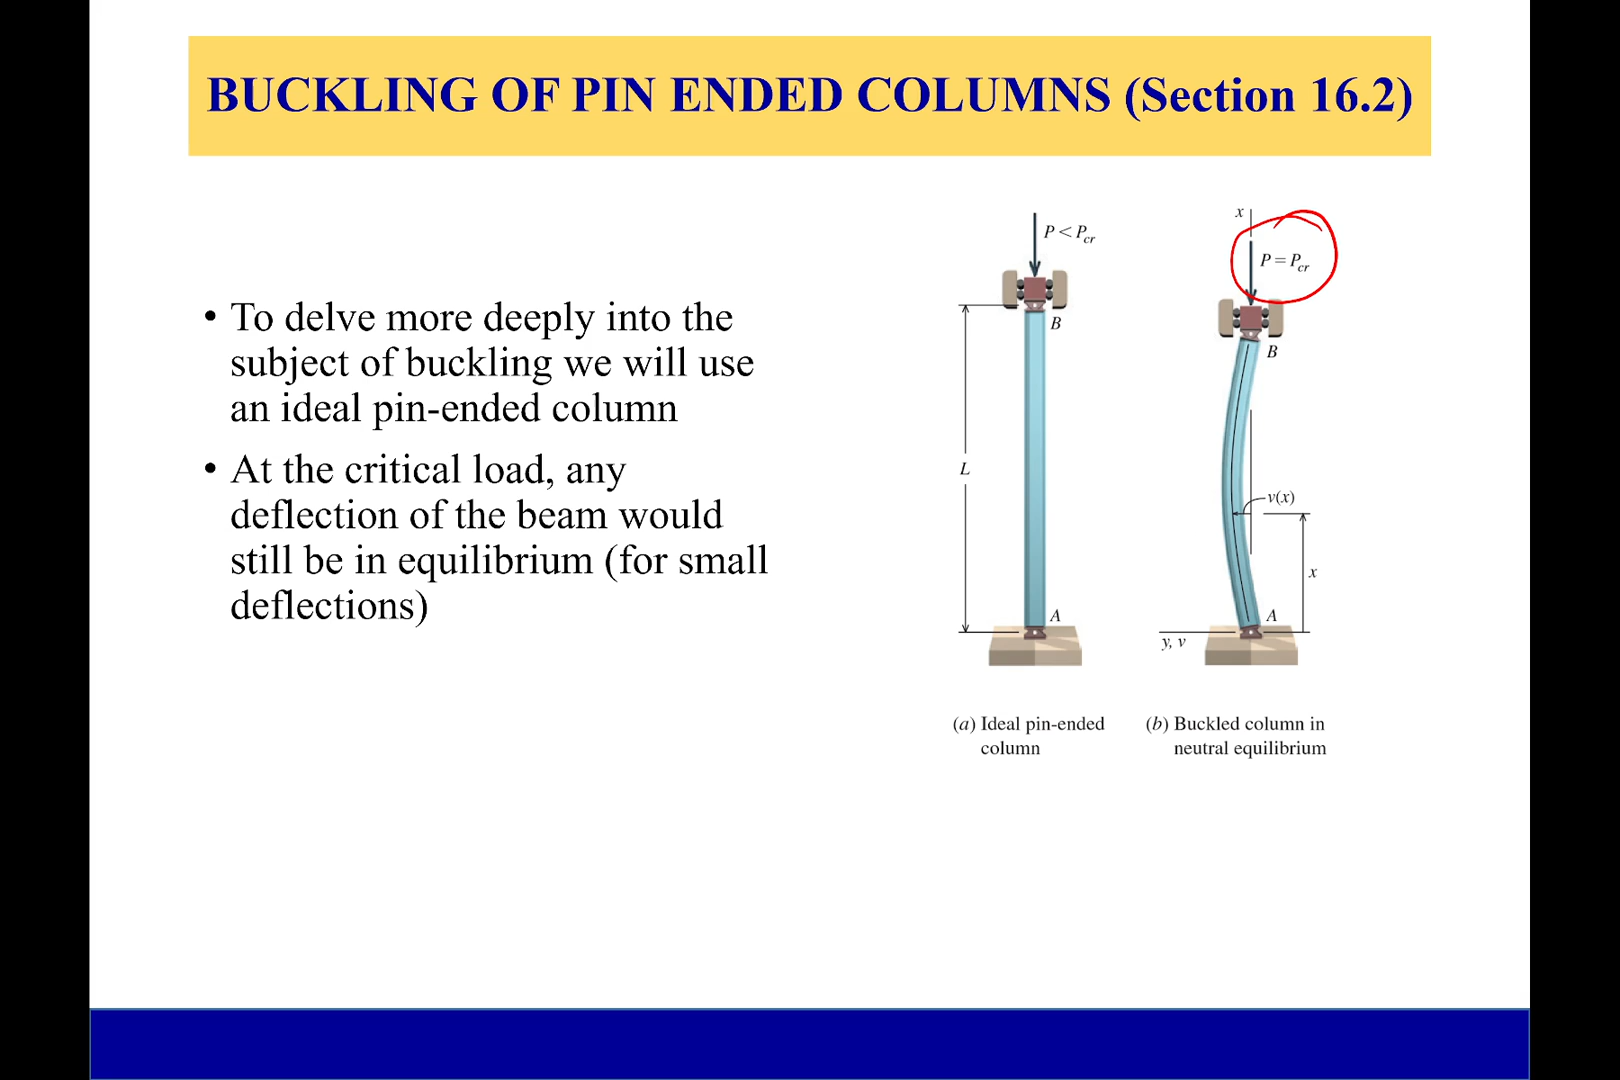 BUCKLING OF PIN ENDED COLUMNS (Section 16.2)
• To delve more deeply into the
subject of buckling we will use
an ideal pin-ended column
• At the critical load, any
deflection of the beam would
still be in equilibrium (for small
deflections)
P < Pcr
B
L
A
(a) Ideal pin-ended
column
x
P = Pcr
B
v(x)
x
A
y, v
(b) Buckled column in
neutral equilibrium